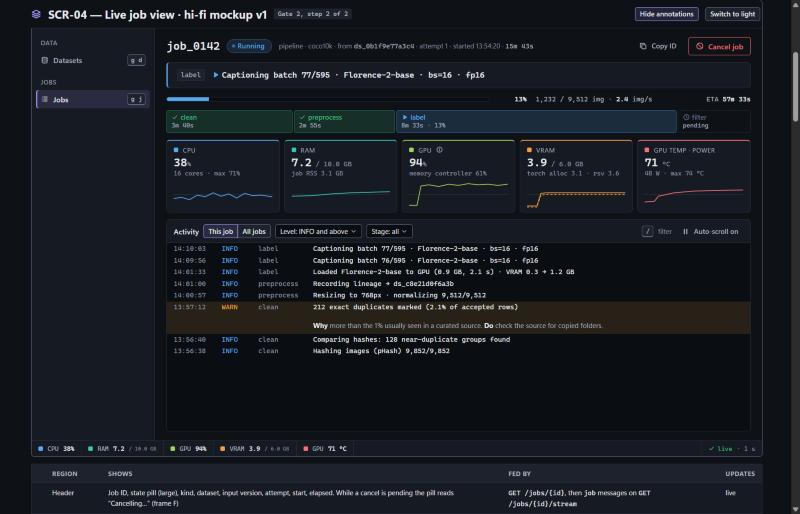 SCR-04 — Live job view · hi-fi mockup v1 Gate 2, step 2 of 2 Hide annotations Switch to light
DATA
Datasets g d
JOBS
Jobs g j
job_0142 Running pipeline · coco10k · from ds_0b1f9e77a3c4 · attempt 1 · started 13:54:20 · 15m 43s Copy ID Cancel job
label Captioning batch 77/595 · Florence-2-base · bs=16 · fp16
13% 1,232 / 9,512 img · 2.4 img/s ETA 57m 33s
clean
3m 40s
preprocess
2m 55s
label
8m 33s · 13%
filter
pending
CPU
38%
16 cores · max 71%
RAM
7.2 / 10.0 GB
job RSS 3.1 GB
GPU
94%
memory controller 61%
VRAM
3.9 / 6.0 GB
torch alloc 3.1 · rsv 3.6
GPU TEMP · POWER
71 °C
48 W · max 74 °C
Activity This job All jobs Level: INFO and above Stage: all / filter Auto-scroll on
14:10:03 INFO label Captioning batch 77/595 · Florence-2-base · bs=16 · fp16
14:09:56 INFO label Captioning batch 76/595 · Florence-2-base · bs=16 · fp16
14:01:33 INFO label Loaded Florence-2-base to GPU (0.9 GB, 2.1 s) · VRAM 0.3 → 1.2 GB
14:01:00 INFO preprocess Recording lineage → ds_c8e21d0f6a3b
14:00:57 INFO preprocess Resizing to 768px · normalizing 9,512/9,512
13:57:12 WARN clean 212 exact duplicates marked (2.1% of accepted rows)
Why more than the 1% usually seen in a curated source. Do check the source for copied folders.
13:56:40 INFO clean Comparing hashes: 128 near-duplicate groups found
13:56:38 INFO clean Hashing images (pHash) 9,852/9,852
CPU 38% RAM 7.2 / 10.0 GB GPU 94% VRAM 3.9 / 6.0 GB GPU 71 °C live · 1 s
REGION SHOWS FED BY UPDATES
Header Job ID, state pill (large), kind, dataset, input version, attempt, start, elapsed. While a cancel is pending the pill reads GET /jobs/{id}, then job messages on GET live
"Cancelling…" (frame F) /jobs/{id}/stream